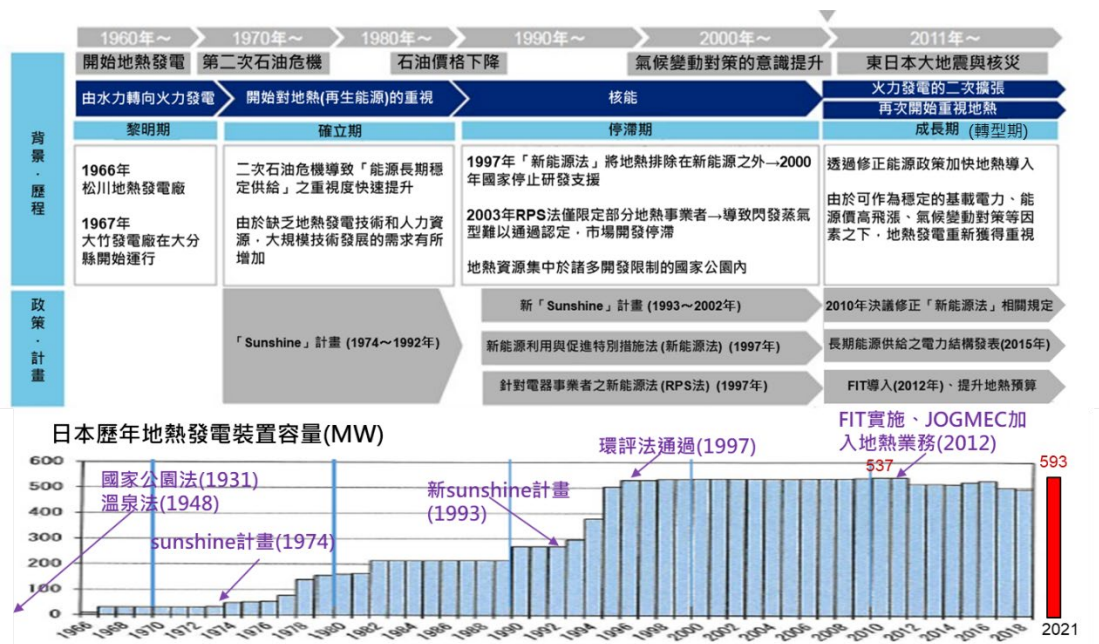 1960年～
1970年～
1980年～
1990年～
2000年～
2011年～
開始地熱發電
第二次石油危機
石油價格下降
氣候變動對策的意識提升
東日本大地震與核災
背景．歷程
由水力轉向火力發電
開始對地熱(再生能源)的重視
核能
火力發電的二次擴張
再次開始重視地熱
黎明期
確立期
停滯期
成長期 (轉型期)
1966年
松川地熱發電廠
1967年
大竹發電廠在大分
縣開始運行
二次石油危機導致「能源長期穩
定供給」之重視度快速提升
由於缺乏地熱發電技術和人力資
源，大規模技術發展的需求有所
增加
1997年「新能源法」將地熱排除在新能源之外→2000
年國家停止研發支援
2003年RPS法僅限定部分地熱事業者→導致閃發蒸氣
型難以通過認定，市場開發停滯
地熱資源集中於諸多開發限制的國家公園內
透過修正能源政策加快地熱導入
由於可作為穩定的基載電力、能
源價高飛漲、氣候變動對策等因
素之下，地熱發電重新獲得重視
政策．計畫
「Sunshine」計畫 (1974～1992年)
新「Sunshine」計畫 (1993～2002年)
新能源利用與促進特別措施法(新能源法) (1997年)
針對電器事業者之新能源法(RPS法) (1997年)
2010年決議修正「新能源法」相關規定
長期能源供給之電力結構發表(2015年)
FIT導入(2012年)、提升地熱預算
日本歷年地熱發電裝置容量(MW)
國家公園法(1931)
溫泉法(1948)
sunshine計畫(1974)
新sunshine計畫
(1993)
環評法通過(1997)
FIT實施、JOGMEC加
入地熱業務(2012)
537
593
600
500
400
300
200
100
0
1966 1968 1970 1972 1974 1976 1978 1980 1982 1984 1986 1988 1990 1992 1994 1996 1998 2000 2002 2004 2006 2008 2010 2012 2014 2016 2018
2021